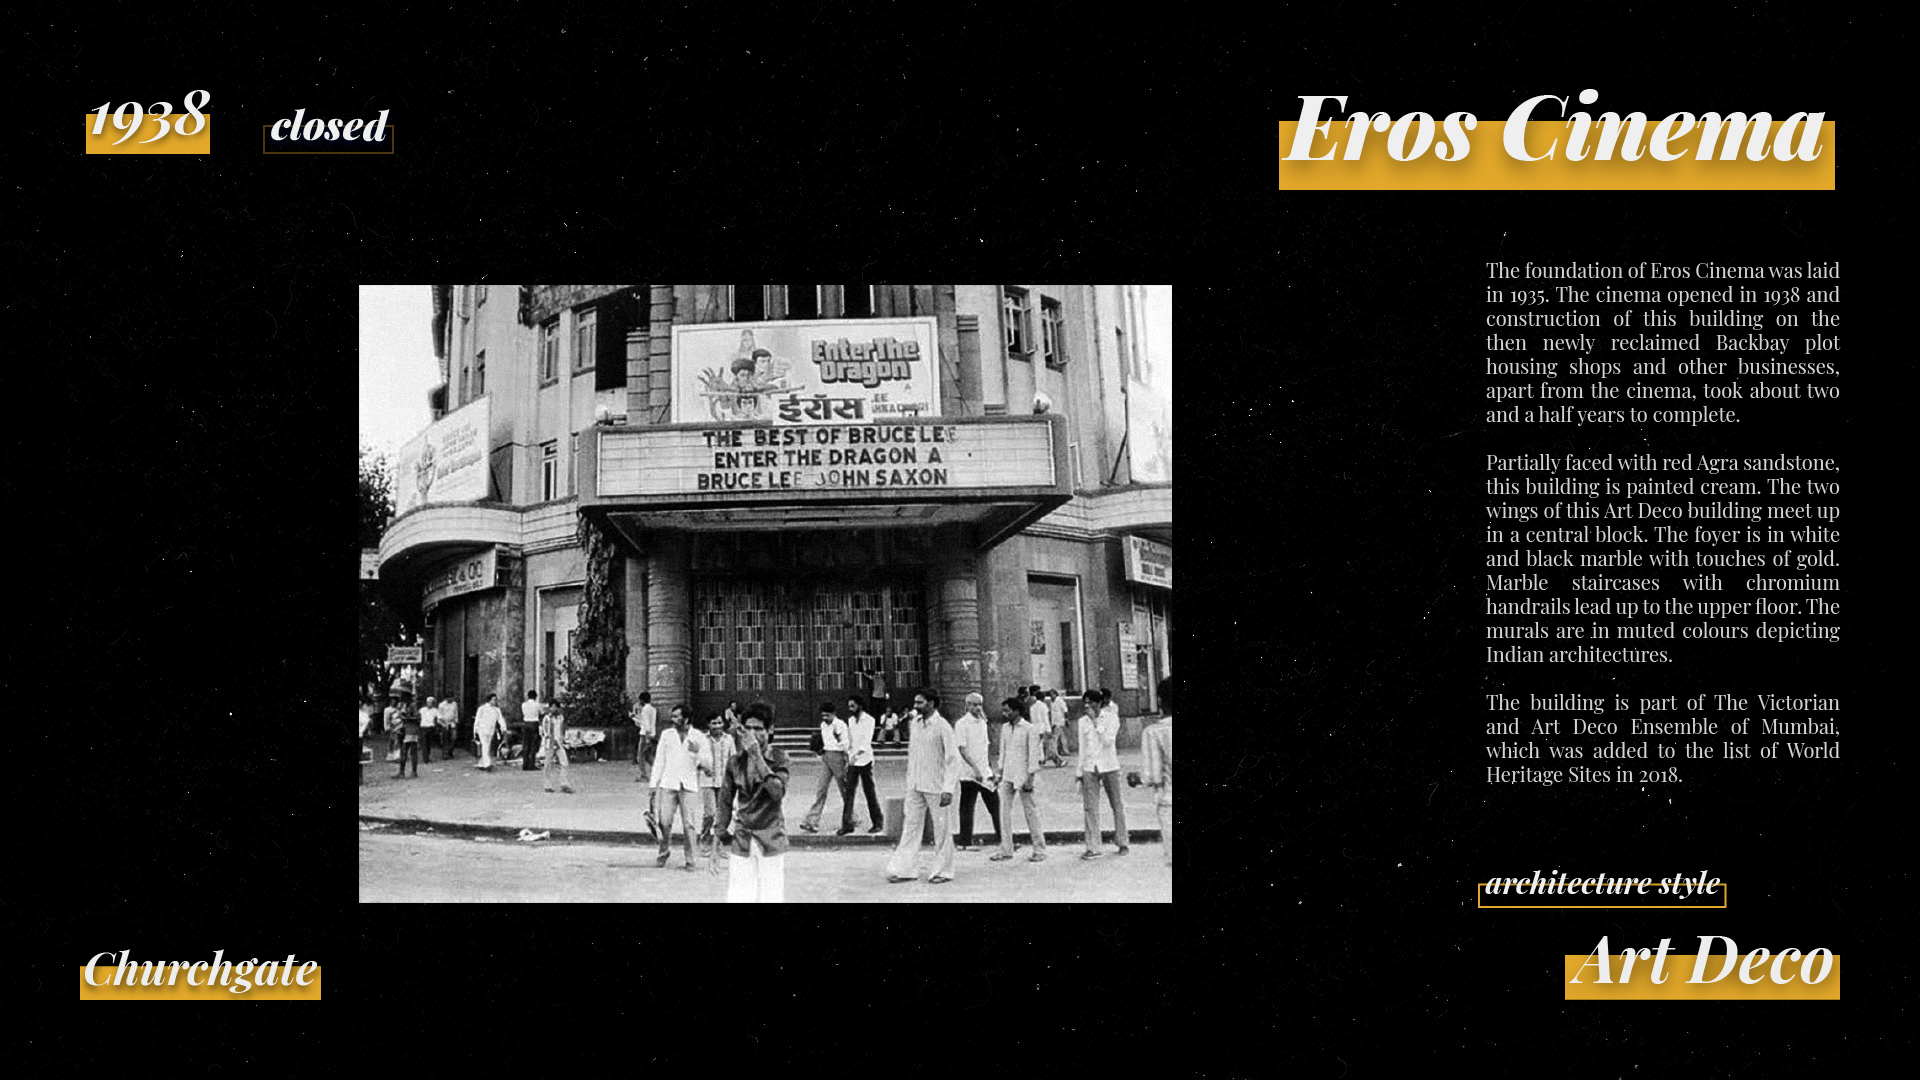 1938
closed
Eros Cinema
The foundation of Eros Cinema was laid
in 1935. The cinema opened in 1938 and
construction of this building on the
then newly reclaimed Backbay plot
housing shops and other businesses,
apart from the cinema, took about two
and a half years to complete.
Partially faced with red Agra sandstone,
this building is painted cream. The two
wings of this Art Deco building meet up
in a central block. The foyer is in white
and black marble with touches of gold.
Marble staircases with chromium
handrails lead up to the upper floor. The
murals are in muted colours depicting
Indian architectures.
The building is part of The Victorian
and Art Deco Ensemble of Mumbai,
which was added to the list of World
Heritage Sites in 2018.
Enter The
Dragon
ईरॉस
THE BEST OF BRUCE LEE
ENTER THE DRAGON A
BRUCE LEE JOHN SAXON
architecture style
Art Deco
Churchgate